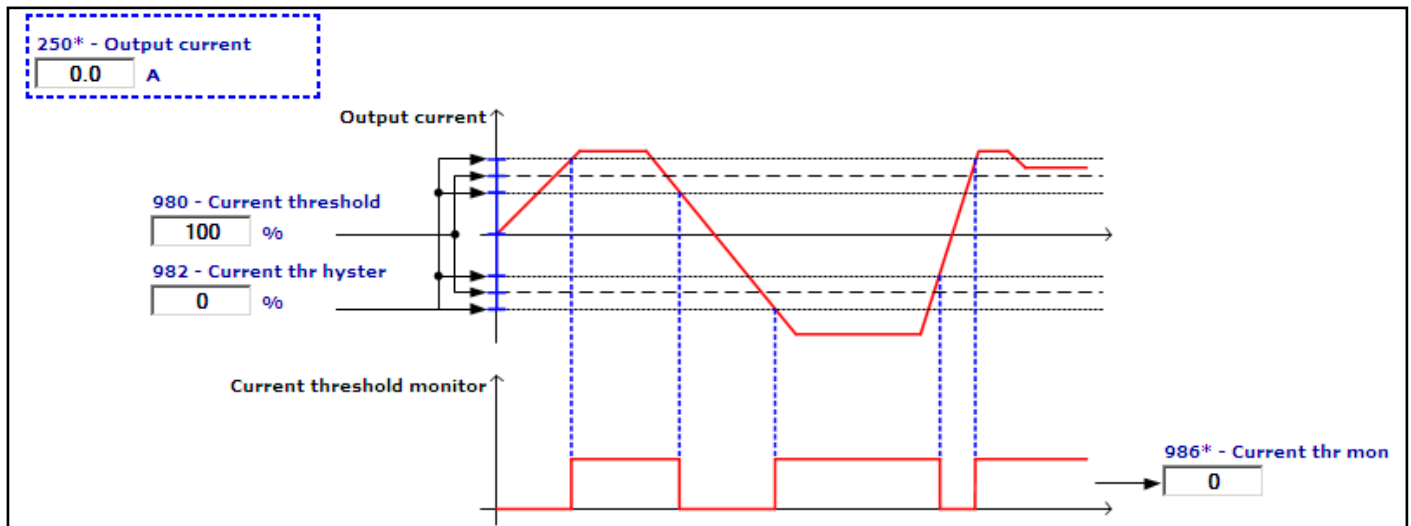 250* - Output current
0.0 A
Output current
980 - Current threshold
100 %
982 - Current thr hyster
0 %
Current threshold monitor
986* - Current thr mon
0